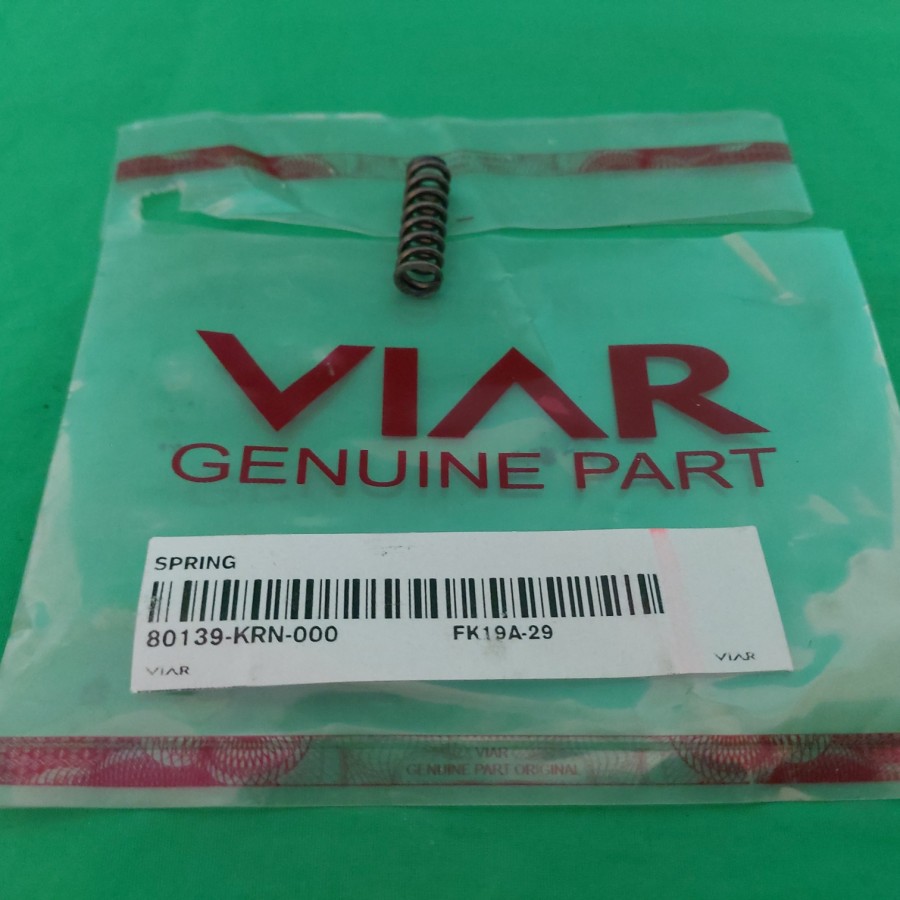 VIAR
GENUINE PART
SPRING
80139-KRN-000 FK19A-29
VIAR VIAR
VIAR
GENUINE PART ORIGINAL